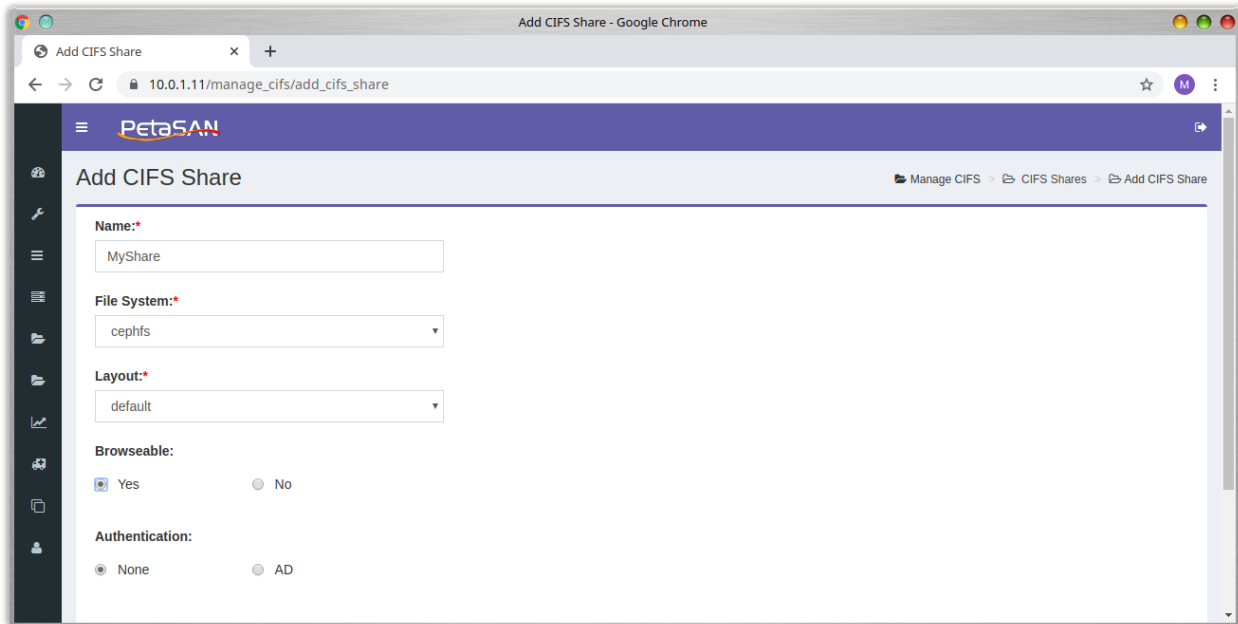 Add CIFS Share - Google Chrome
Add CIFS Share × +
10.0.1.11/manage_cifs/add_cifs_share M
PetaSAN
Add CIFS Share Manage CIFS > CIFS Shares > Add CIFS Share
Name:*
MyShare
File System:*
cephfs
Layout:*
default
Browseable:
Yes No
Authentication:
None AD